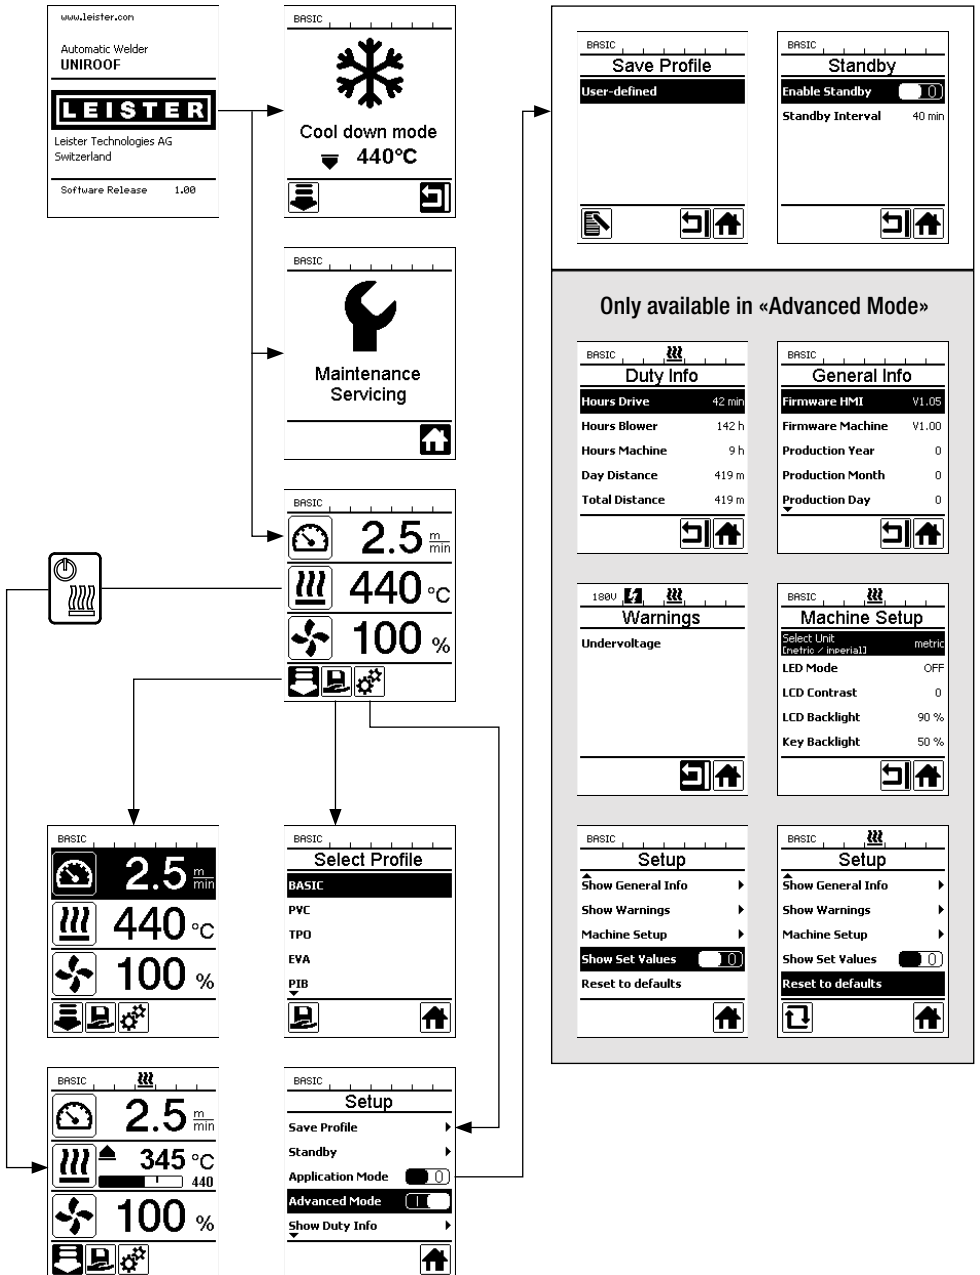 www.leister.com
Automatic Welder
UNIROOF
LEISTER
Leister Technologies AG
Switzerland
Software Release 1.00
BASIC
Cool down mode
440°C
BASIC
Maintenance
Servicing
BASIC
2.5 m/min
440 °C
100 %
BASIC
2.5 m/min
440 °C
100 %
BASIC
Select Profile
BASIC
PVC
TPO
EVA
PIB
BASIC
2.5 m/min
345 °C
440
100 %
BASIC
Setup
Save Profile
Standby
Application Mode 0
Advanced Mode I
Show Duty Info
BASIC
Save Profile
User-defined
BASIC
Standby
Enable Standby 0
Standby Interval 40 min
Only available in «Advanced Mode»
BASIC
Duty Info
Hours Drive 42 min
Hours Blower 142 h
Hours Machine 9 h
Day Distance 419 m
Total Distance 419 m
BASIC
General Info
Firmware HMI V1.05
Firmware Machine V1.00
Production Year 0
Production Month 0
Production Day 0
180V
Warnings
Undervoltage
BASIC
Machine Setup
Select Unit
[metric / imperial] metric
LED Mode OFF
LCD Contrast 0
LCD Backlight 90 %
Key Backlight 50 %
BASIC
Setup
Show General Info
Show Warnings
Machine Setup
Show Set Values 0
Reset to defaults
BASIC
Setup
Show General Info
Show Warnings
Machine Setup
Show Set Values 0
Reset to defaults